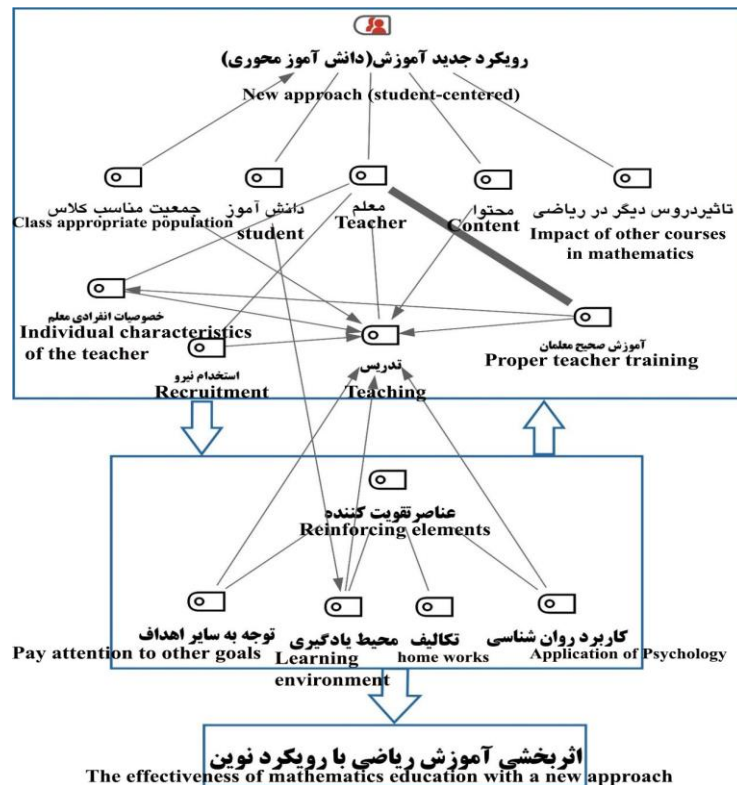 رویکرد جدید آموزش(دانش آموز محوری)
New approach (student-centered)
جمعیت مناسب کلاس
Class appropriate population
دانش آموز
student
معلم
Teacher
محتوا
Content
تاثیردروس دیگر در ریاضی
Impact of other courses
in mathematics
خصوصیات انفرادی معلم
Individual characteristics
of the teacher
استخدام نیرو
Recruitment
تدریس
Teaching
آموزش صحیح معلمان
Proper teacher training
عناصرتقویت کننده
Reinforcing elements
توجه به سایر اهداف
Pay attention to other goals
محیط یادگیری
Learning
environment
تکالیف
home works
کاربرد روان شناسی
Application of Psychology
اثربخشی آموزش ریاضی با رویکرد نوین
The effectiveness of mathematics education with a new approach